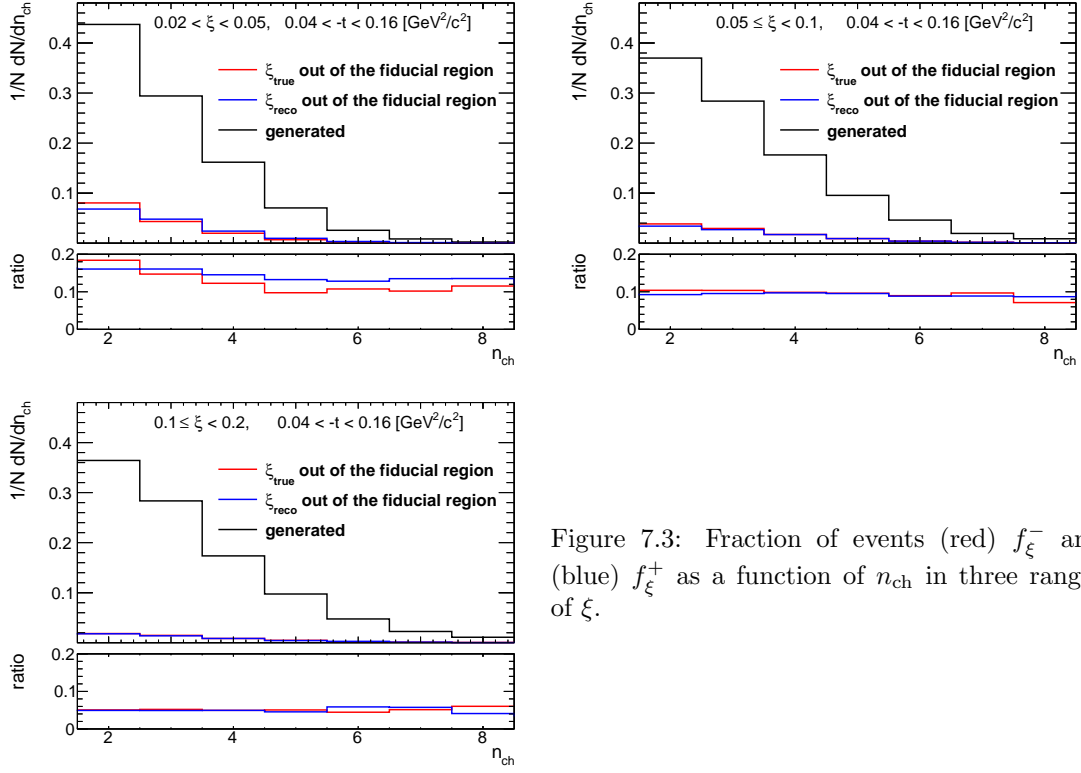 1/N dN/dn_ch
0.02 < ξ < 0.05, 0.04 < -t < 0.16 [GeV²/c²]
ξ_true out of the fiducial region
ξ_reco out of the fiducial region
generated
0.4
0.3
0.2
0.1
ratio
0.2
0.1
0
2 4 6 8
n_ch
1/N dN/dn_ch
0.05 ≤ ξ < 0.1, 0.04 < -t < 0.16 [GeV²/c²]
ξ_true out of the fiducial region
ξ_reco out of the fiducial region
generated
0.4
0.3
0.2
0.1
ratio
0.2
0.1
0
2 4 6 8
n_ch
1/N dN/dn_ch
0.1 ≤ ξ < 0.2, 0.04 < -t < 0.16 [GeV²/c²]
ξ_true out of the fiducial region
ξ_reco out of the fiducial region
generated
0.4
0.3
0.2
0.1
ratio
0.2
0.1
0
2 4 6 8
n_ch
Figure 7.3: Fraction of events (red) f_ξ^− an
(blue) f_ξ^+ as a function of n_ch in three rang
of ξ.